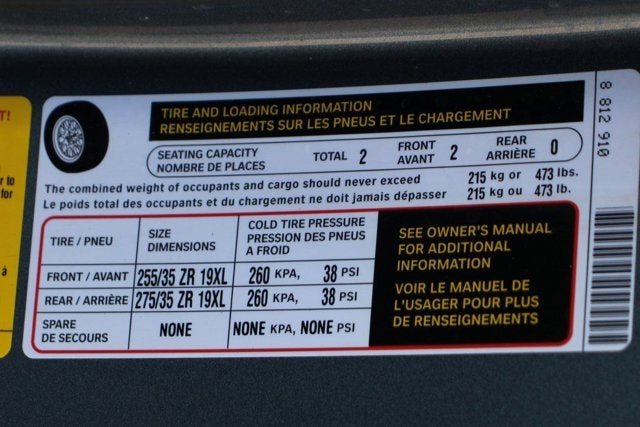 T!
r to
for
à
TIRE AND LOADING INFORMATION
RENSEIGNEMENTS SUR LES PNEUS ET LE CHARGEMENT
SEATING CAPACITY
NOMBRE DE PLACES
TOTAL 2
FRONT
AVANT 2
REAR
ARRIÈRE 0
The combined weight of occupants and cargo should never exceed 215 kg or 473 lbs.
Le poids total des occupants et du chargement ne doit jamais dépasser 215 kg ou 473 lb.
TIRE / PNEU
SIZE
DIMENSIONS
COLD TIRE PRESSURE
PRESSION DES PNEUS
A FROID
FRONT / AVANT 255/35 ZR 19XL 260 KPA, 38 PSI
REAR / ARRIÈRE 275/35 ZR 19XL 260 KPA, 38 PSI
SPARE
DE SECOURS
NONE NONE KPA, NONE PSI
SEE OWNER'S MANUAL
FOR ADDITIONAL
INFORMATION
VOIR LE MANUEL DE
L'USAGER POUR PLUS
DE RENSEIGNEMENTS
8 812 910